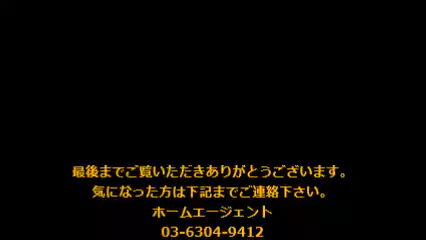 最後までご覧いただきありがとうございます。
気になった方は下記までご連絡下さい。
ホームエージェント
03-6304-9412